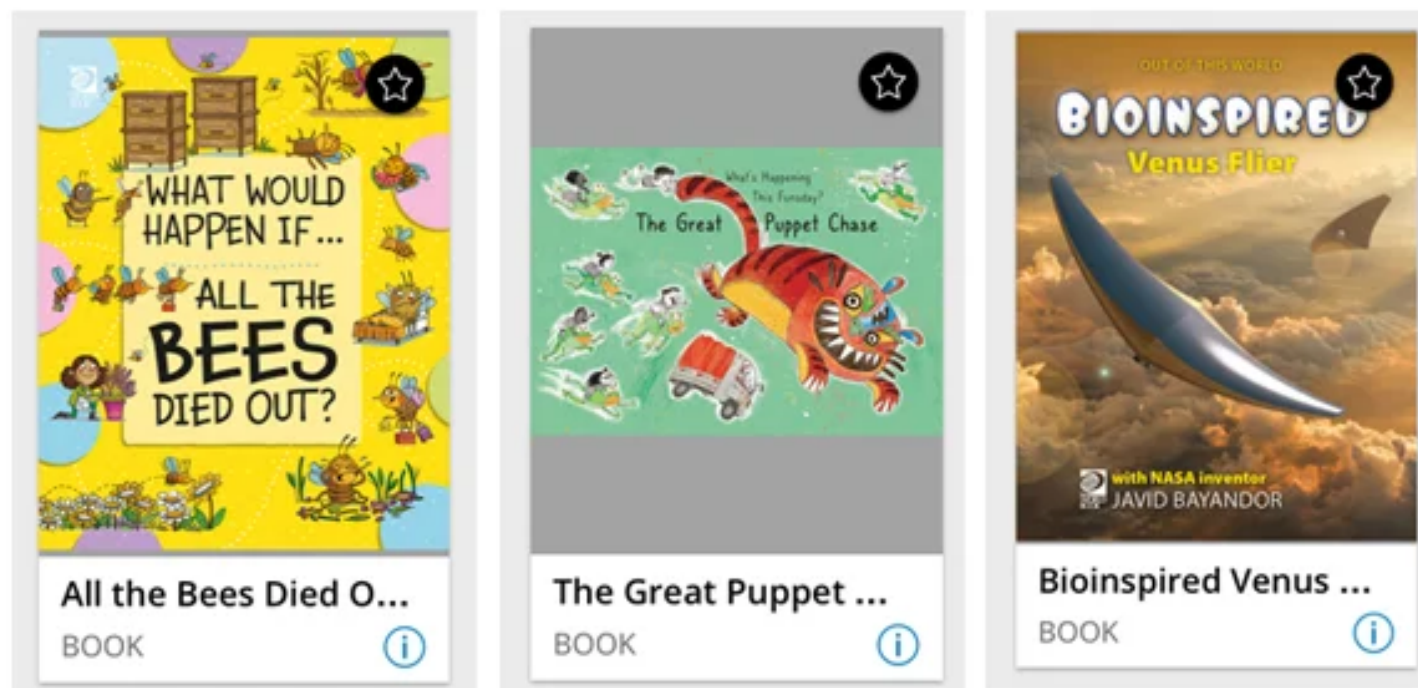 WHAT WOULD
HAPPEN IF...
ALL THE
BEES
DIED OUT?
All the Bees Died O...
BOOK
i
What's Happening
This Funday?
The Great Puppet Chase
The Great Puppet ...
BOOK
i
OUT OF THIS WORLD
BIOINSPIRED
Venus Flier
with NASA inventor
JAVID BAYANDOR
Bioinspired Venus ...
BOOK
i